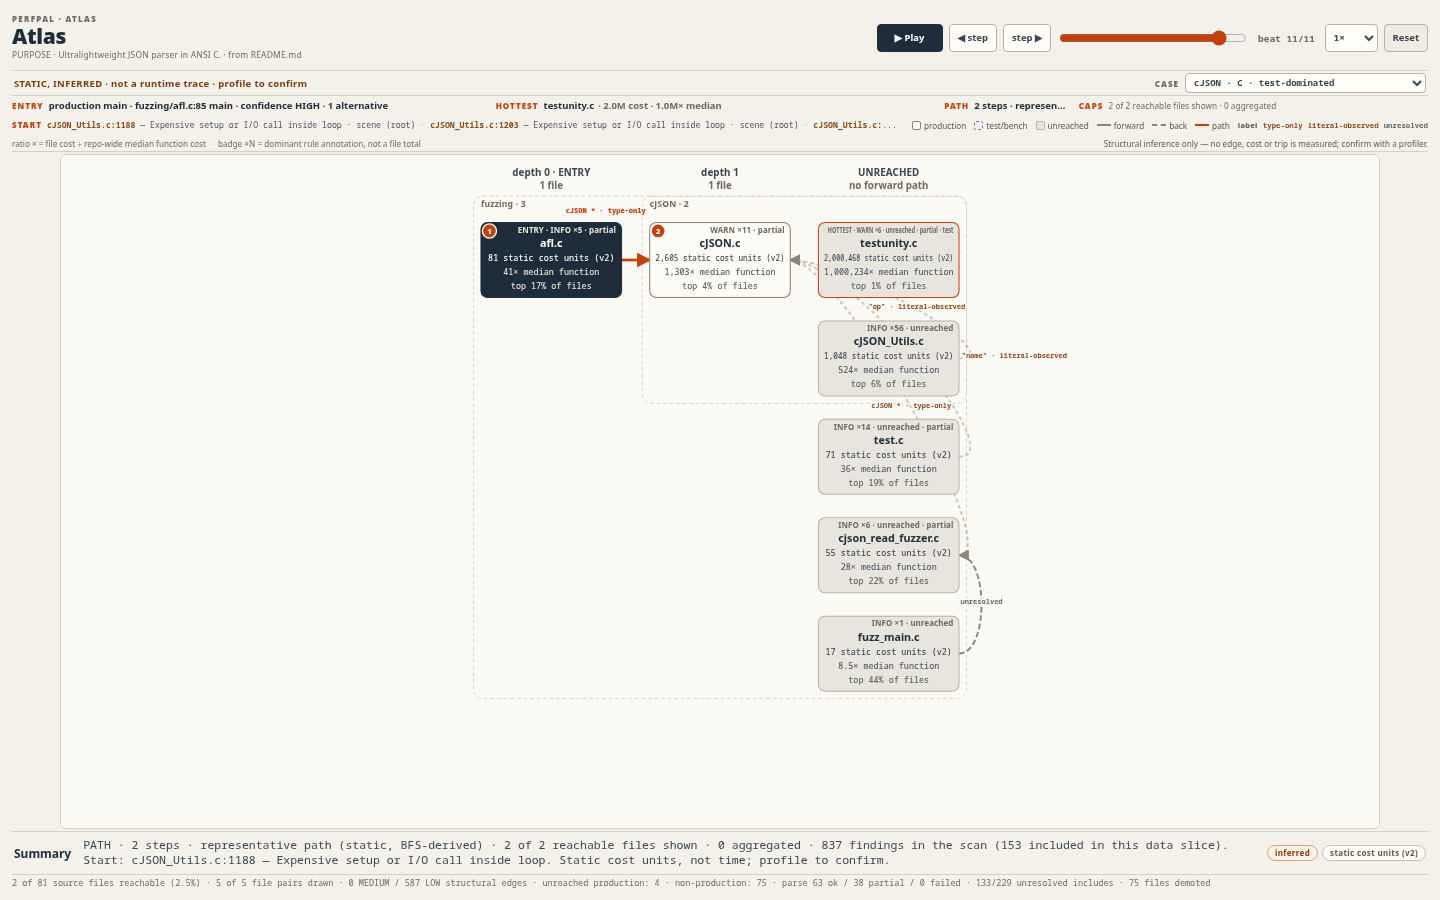 PERFPAL · ATLAS
Atlas
PURPOSE · Ultralightweight JSON parser in ANSI C. · from README.md
▶ Play
◀ step
step ▶
beat 11/11
1×
Reset
STATIC, INFERRED · not a runtime trace · profile to confirm
CASE
cJSON · C · test-dominated
ENTRY production main · fuzzing/afl.c:85 main · confidence HIGH · 1 alternative
HOTTEST testunity.c · 2.0M cost · 1.0M× median
PATH 2 steps · represen…
CAPS 2 of 2 reachable files shown · 0 aggregated
START cJSON_Utils.c:1188 — Expensive setup or I/O call inside loop · scene (root) · cJSON_Utils.c:1203 — Expensive setup or I/O call inside loop · scene (root) · cJSON_Utils.c:...
production
test/bench
unreached
forward
back
path
label type-only literal-observed unresolved
ratio × = file cost ÷ repo-wide median function cost
badge ×N = dominant rule annotation, not a file total
Structural inference only — no edge, cost or trip is measured; confirm with a profiler.
depth 0 · ENTRY
1 file
depth 1
1 file
UNREACHED
no forward path
fuzzing · 3
cJSON * · type-only
cJSON · 2
1
ENTRY · INFO ×5 · partial
afl.c
81 static cost units (v2)
41× median function
top 17% of files
2
WARN ×11 · partial
cJSON.c
2,605 static cost units (v2)
1,303× median function
top 4% of files
HOTTEST · WARN ×6 · unreached · partial · test
testunity.c
2,000,468 static cost units (v2)
1,000,234× median function
top 1% of files
"op" · literal-observed
INFO ×56 · unreached
cJSON_Utils.c
1,048 static cost units (v2)
524× median function
top 6% of files
"name" · literal-observed
cJSON * · type-only
INFO ×14 · unreached · partial
test.c
71 static cost units (v2)
36× median function
top 19% of files
INFO ×6 · unreached · partial
cjson_read_fuzzer.c
55 static cost units (v2)
28× median function
top 22% of files
unresolved
INFO ×1 · unreached
fuzz_main.c
17 static cost units (v2)
8.5× median function
top 44% of files
Summary
PATH · 2 steps · representative path (static, BFS-derived) · 2 of 2 reachable files shown · 0 aggregated · 837 findings in the scan (153 included in this data slice).
Start: cJSON_Utils.c:1188 — Expensive setup or I/O call inside loop. Static cost units, not time; profile to confirm.
inferred
static cost units (v2)
2 of 81 source files reachable (2.5%) · 5 of 5 file pairs drawn · 0 MEDIUM / 587 LOW structural edges · unreached production: 4 · non-production: 75 · parse 63 ok / 38 partial / 0 failed · 133/229 unresolved includes · 75 files demoted